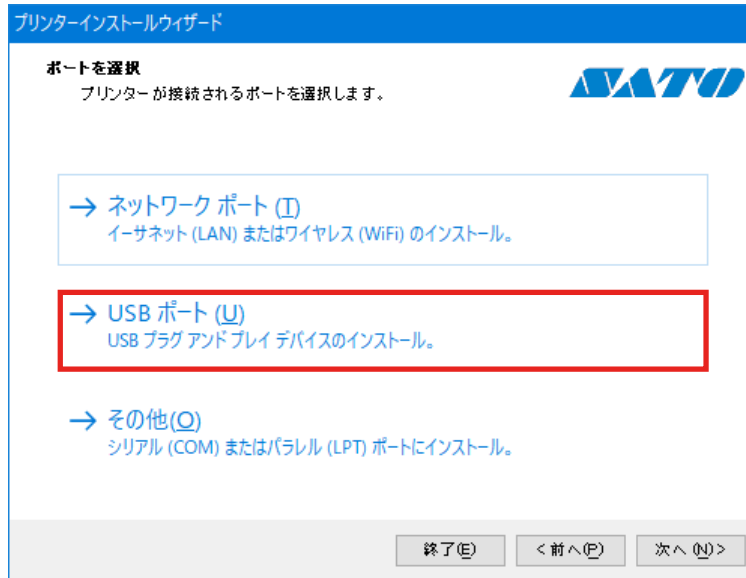 プリンターインストールウィザード
ポートを選択
プリンターが接続されるポートを選択します。
SATO
→ ネットワーク ポート (T)
イーサネット (LAN) またはワイヤレス (WiFi) のインストール。
→ USB ポート (U)
USB プラグ アンド プレイ デバイスのインストール。
→ その他(O)
シリアル (COM) またはパラレル (LPT) ポートにインストール。
終了(E) <前へ(P) 次へ (N)>